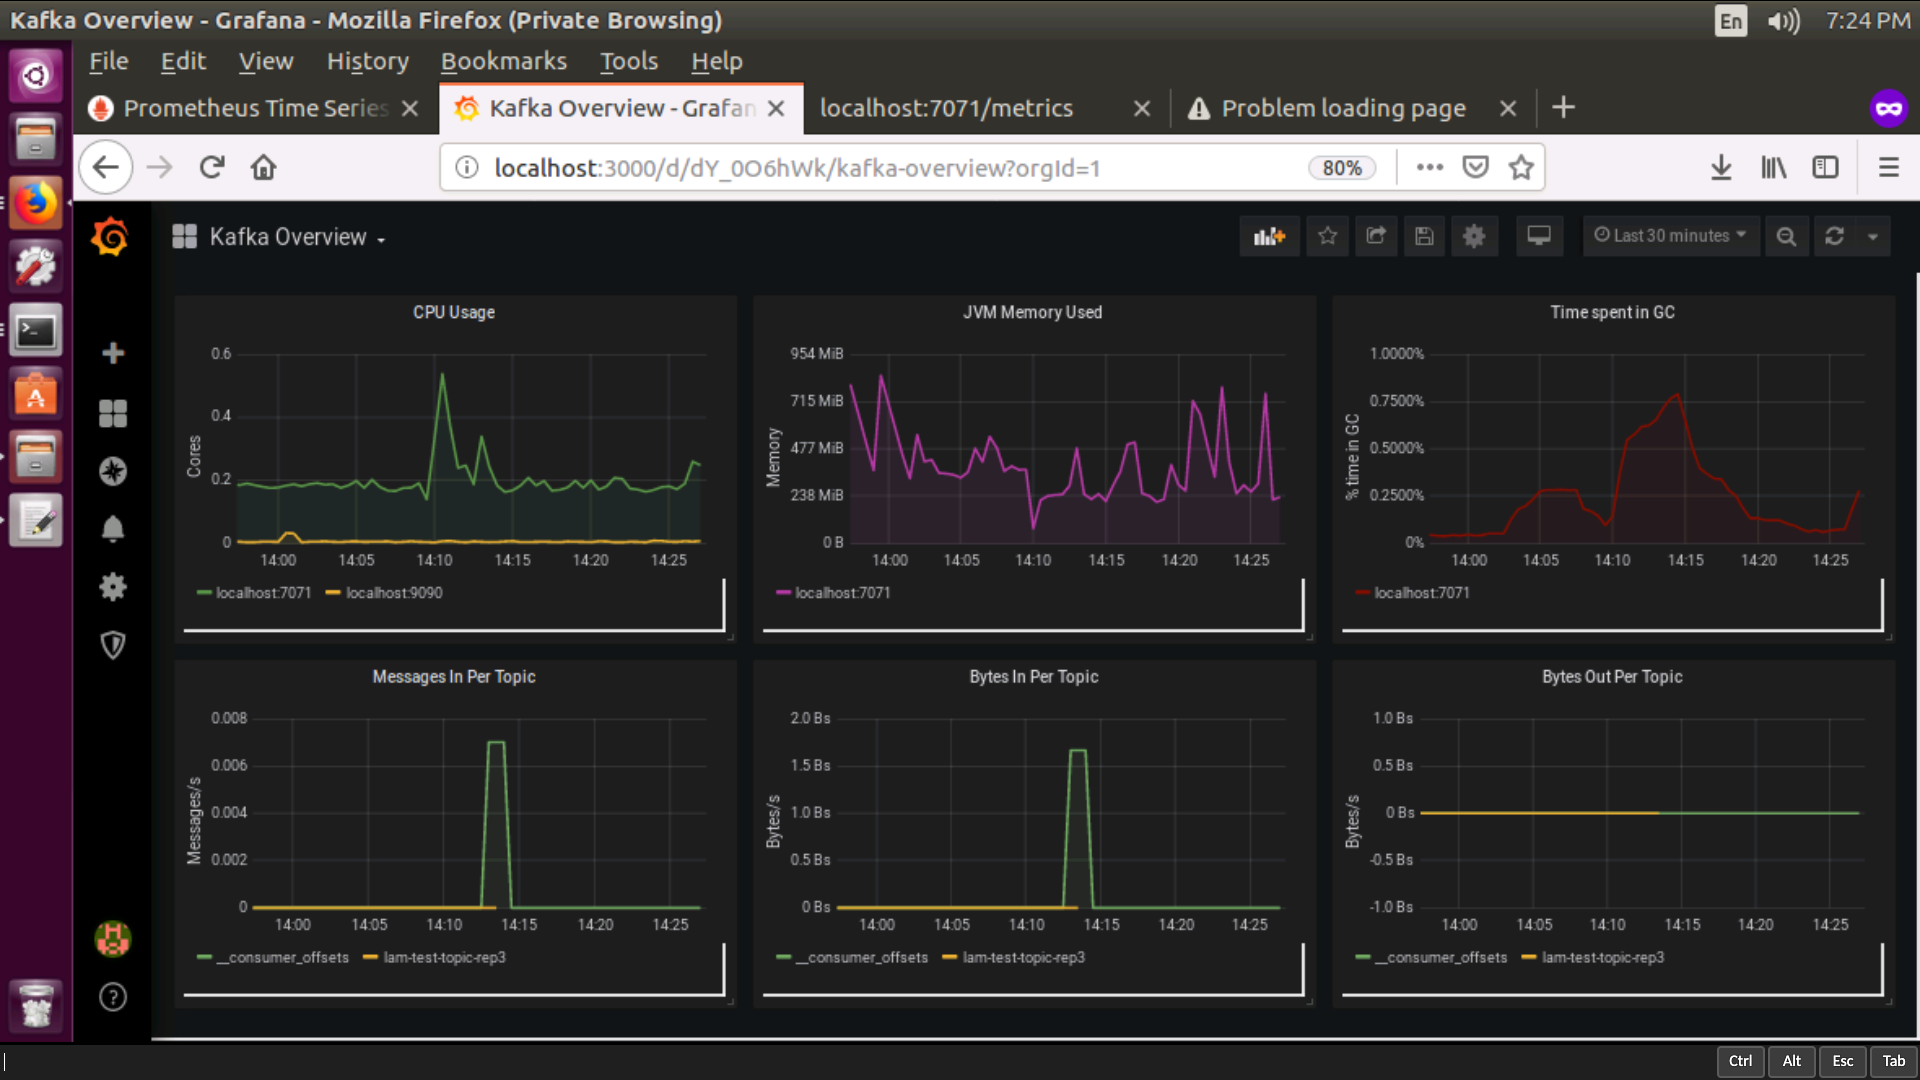 Kafka Overview - Grafana - Mozilla Firefox (Private Browsing)
En
7:24 PM
File Edit View History Bookmarks Tools Help
Prometheus Time Series
Kafka Overview - Grafan
localhost:7071/metrics
Problem loading page
localhost:3000/d/dY_0O6hWk/kafka-overview?orgId=1
80%
Kafka Overview
Last 30 minutes
CPU Usage
0.6
0.4
0.2
0
Cores
14:00 14:05 14:10 14:15 14:20 14:25
localhost:7071 localhost:9090
JVM Memory Used
954 MiB
715 MiB
477 MiB
238 MiB
0 B
Memory
14:00 14:05 14:10 14:15 14:20 14:25
localhost:7071
Time spent in GC
1.0000%
0.7500%
0.5000%
0.2500%
0%
% time in GC
14:00 14:05 14:10 14:15 14:20 14:25
localhost:7071
Messages In Per Topic
0.008
0.006
0.004
0.002
0
Messages/s
14:00 14:05 14:10 14:15 14:20 14:25
__consumer_offsets lam-test-topic-rep3
Bytes In Per Topic
2.0 Bs
1.5 Bs
1.0 Bs
0.5 Bs
0 Bs
Bytes/s
14:00 14:05 14:10 14:15 14:20 14:25
__consumer_offsets lam-test-topic-rep3
Bytes Out Per Topic
1.0 Bs
0.5 Bs
0 Bs
-0.5 Bs
-1.0 Bs
Bytes/s
14:00 14:05 14:10 14:15 14:20 14:25
__consumer_offsets lam-test-topic-rep3
Ctrl Alt Esc Tab